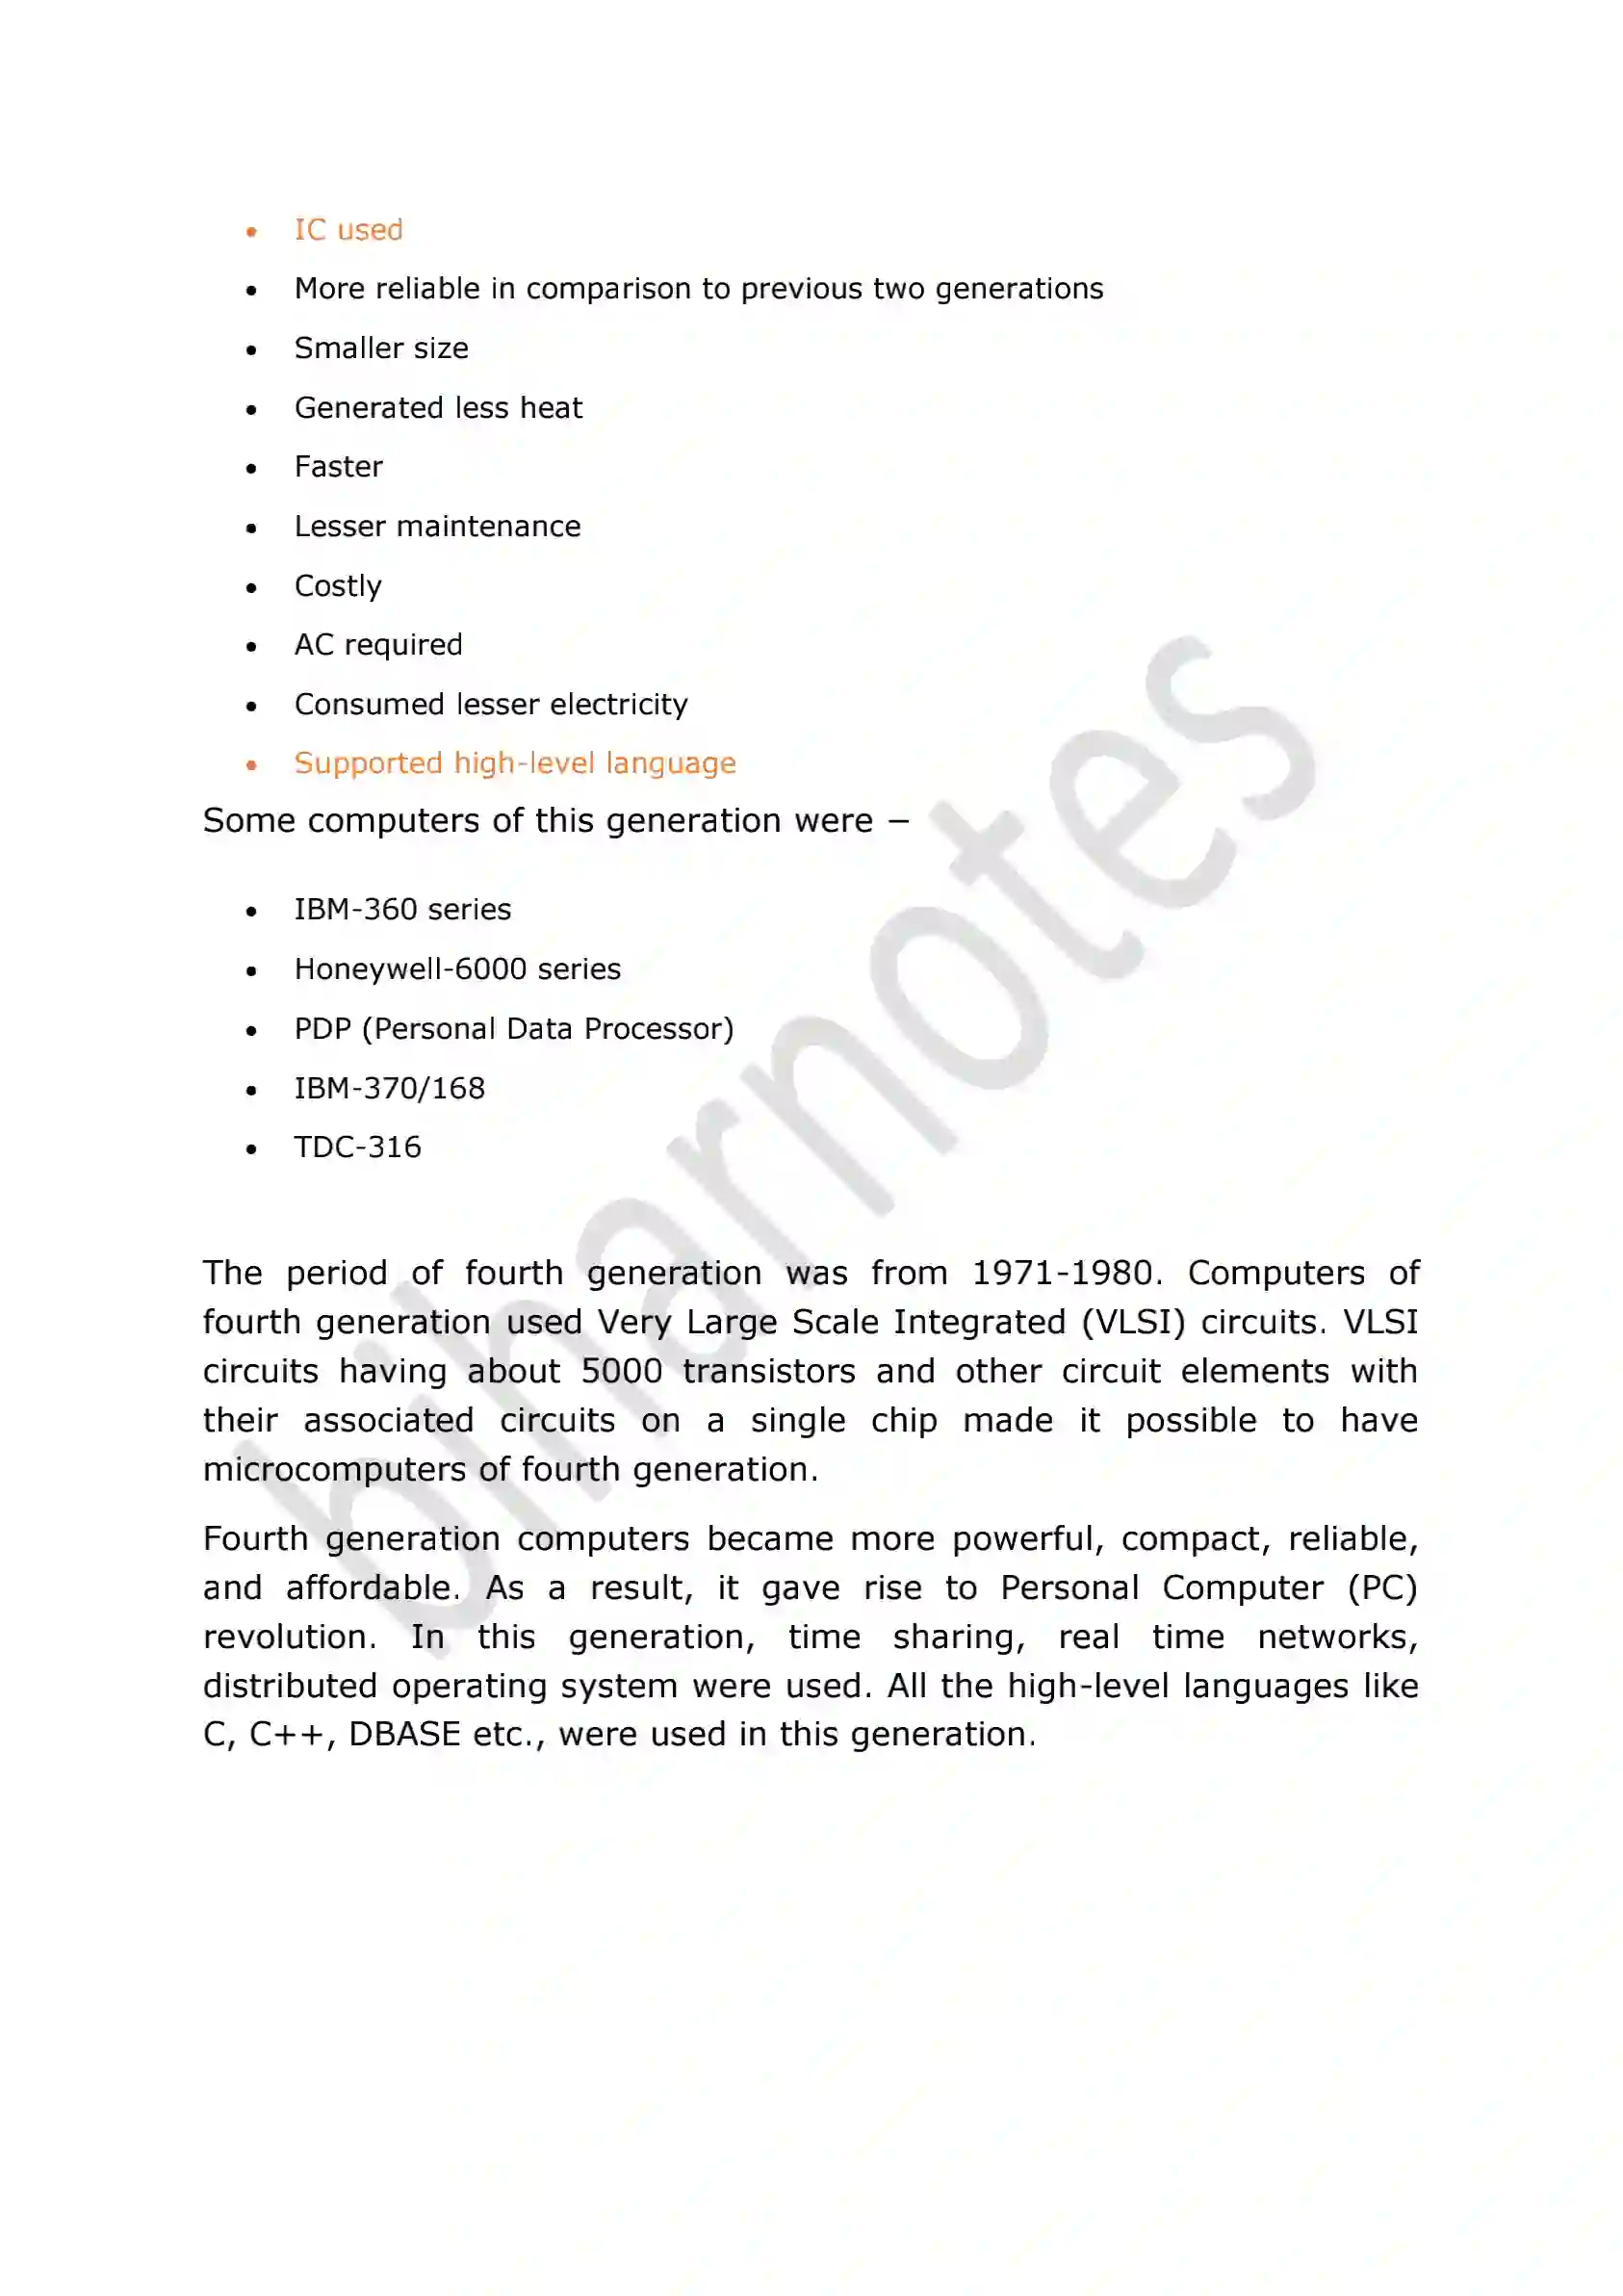 • IC used
• More reliable in comparison to previous two generations
• Smaller size
• Generated less heat
• Faster
• Lesser maintenance
• Costly
• AC required
• Consumed lesser electricity
• Supported high-level language
Some computers of this generation were −
• IBM-360 series
• Honeywell-6000 series
• PDP (Personal Data Processor)
• IBM-370/168
• TDC-316
The period of fourth generation was from 1971-1980. Computers of
fourth generation used Very Large Scale Integrated (VLSI) circuits. VLSI
circuits having about 5000 transistors and other circuit elements with
their associated circuits on a single chip made it possible to have
microcomputers of fourth generation.
Fourth generation computers became more powerful, compact, reliable,
and affordable. As a result, it gave rise to Personal Computer (PC)
revolution. In this generation, time sharing, real time networks,
distributed operating system were used. All the high-level languages like
C, C++, DBASE etc., were used in this generation.
biharnotes